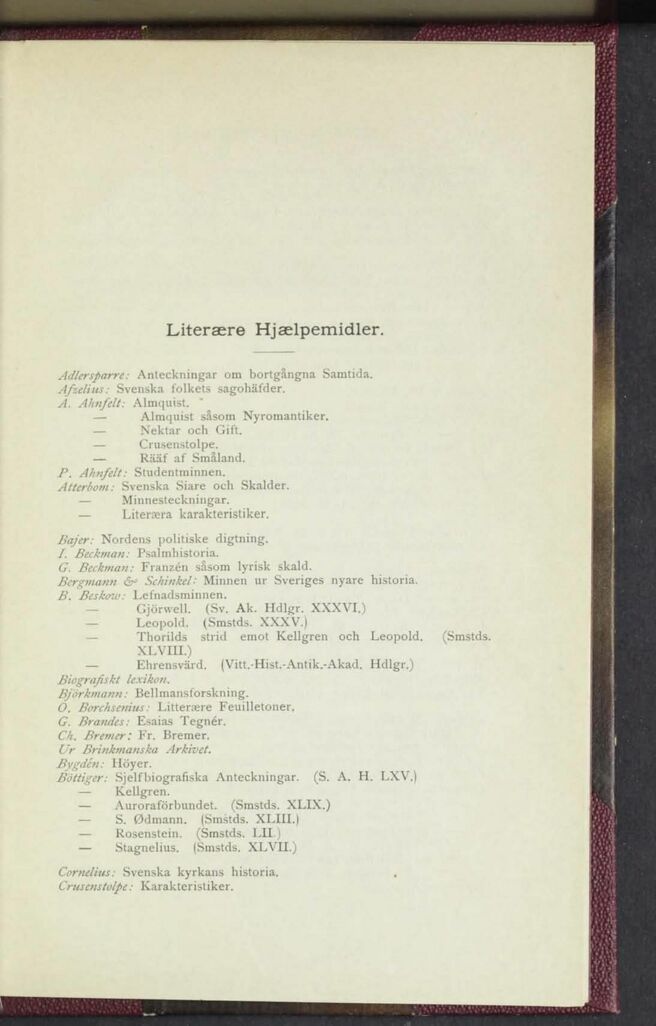 Literære Hjælpemidler.
Adlersparre: Anteckningar om bortgångna Samtida.
Afzelius: Svenska folkets sagohäfder.
A. Ahnfelt: Almquist.
— Almquist såsom Nyromantiker.
— Nektar och Gift.
— Crusenstolpe.
— Rääf af Småland.
P. Ahnfelt: Studentminnen.
Atterbom: Svenska Siare och Skalder.
— Minnesteckningar.
— Literæra karakteristiker.
Bajer: Nordens politiske digtning.
I. Beckman: Psalmhistoria.
G. Beckman: Franzén såsom lyrisk skald.
Bergmann & Schinkel: Minnen ur Sveriges nyare historia.
B. Beskow: Lefnadsminnen.
— Gjörwell. (Sv. Ak. Hdlgr. XXXVI.)
— Leopold. (Smstds. XXXV.)
— Thorilds strid emot Kellgren och Leopold. (Smstds.
XLVIII.)
— Ehrensvärd. (Vitt.-Hist.-Antik.-Akad. Hdlgr.)
Biografiskt lexikon.
Björkmann: Bellmansforskning.
O. Borchsenius: Litterære Feuilletoner.
G. Brandes: Esaias Tegnér.
Ch. Bremer: Fr. Bremer.
Ur Brinkmanska Arkivet.
Bygdén: Höyer.
Böttiger: Sjelfbiografiska Anteckningar. (S. A. H. LXV.)
— Kellgren.
— Auroraförbundet. (Smstds. XLIX.)
— S. Ødmann. (Smstds. XLIII.)
— Rosenstein. (Smstds. LII.)
— Stagnelius. (Smstds. XLVII.)
Cornelius: Svenska kyrkans historia.
Crusenstolpe: Karakteristiker.